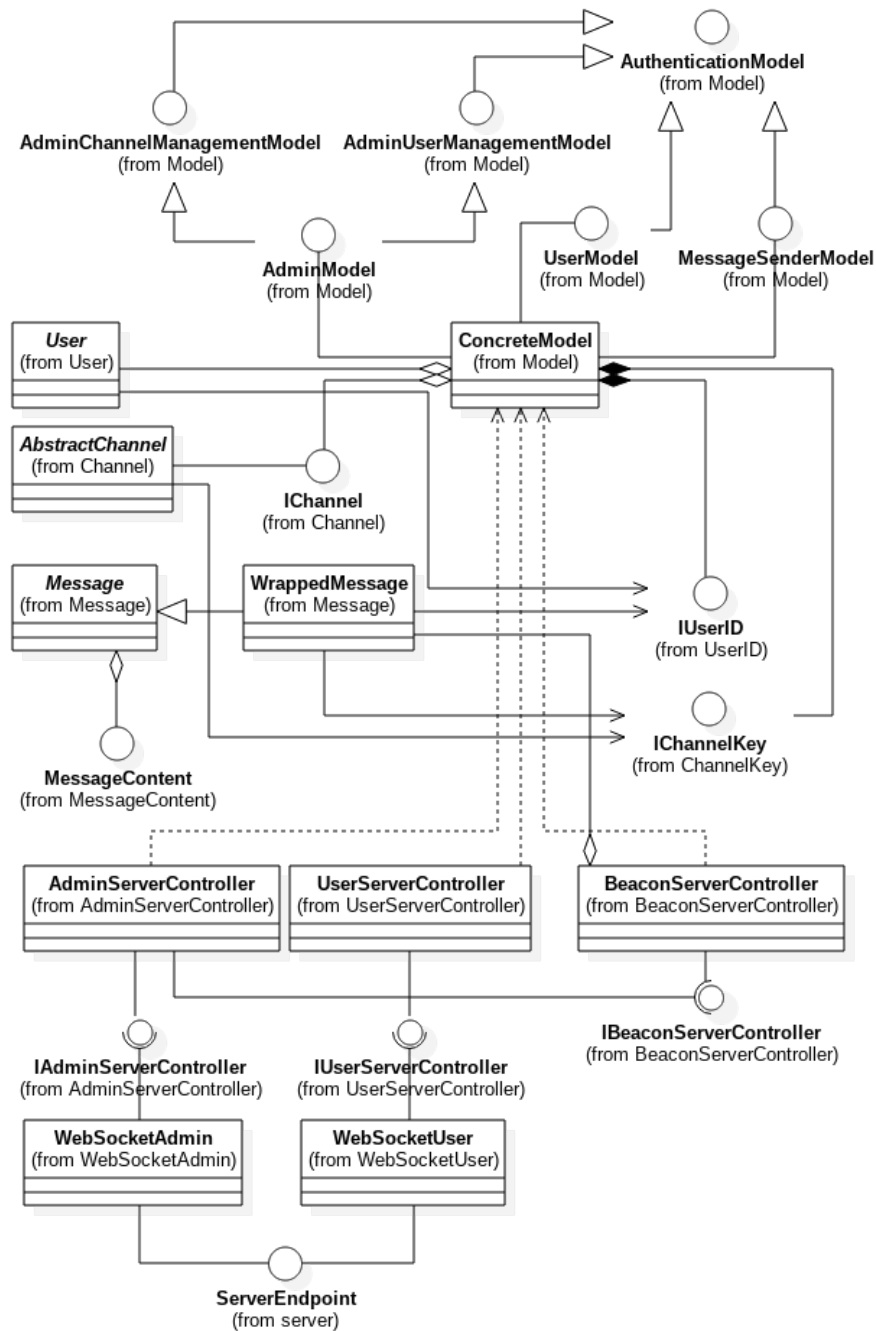 AuthenticationModel
(from Model)
AdminChannelManagementModel
(from Model)
AdminUserManagementModel
(from Model)
AdminModel
(from Model)
UserModel
(from Model)
MessageSenderModel
(from Model)
User
(from User)
ConcreteModel
(from Model)
AbstractChannel
(from Channel)
IChannel
(from Channel)
Message
(from Message)
WrappedMessage
(from Message)
IUserID
(from UserID)
IChannelKey
(from ChannelKey)
MessageContent
(from MessageContent)
AdminServerController
(from AdminServerController)
UserServerController
(from UserServerController)
BeaconServerController
(from BeaconServerController)
IBeaconServerController
(from BeaconServerController)
IAdminServerController
(from AdminServerController)
IUserServerController
(from UserServerController)
WebSocketAdmin
(from WebSocketAdmin)
WebSocketUser
(from WebSocketUser)
ServerEndpoint
(from server)